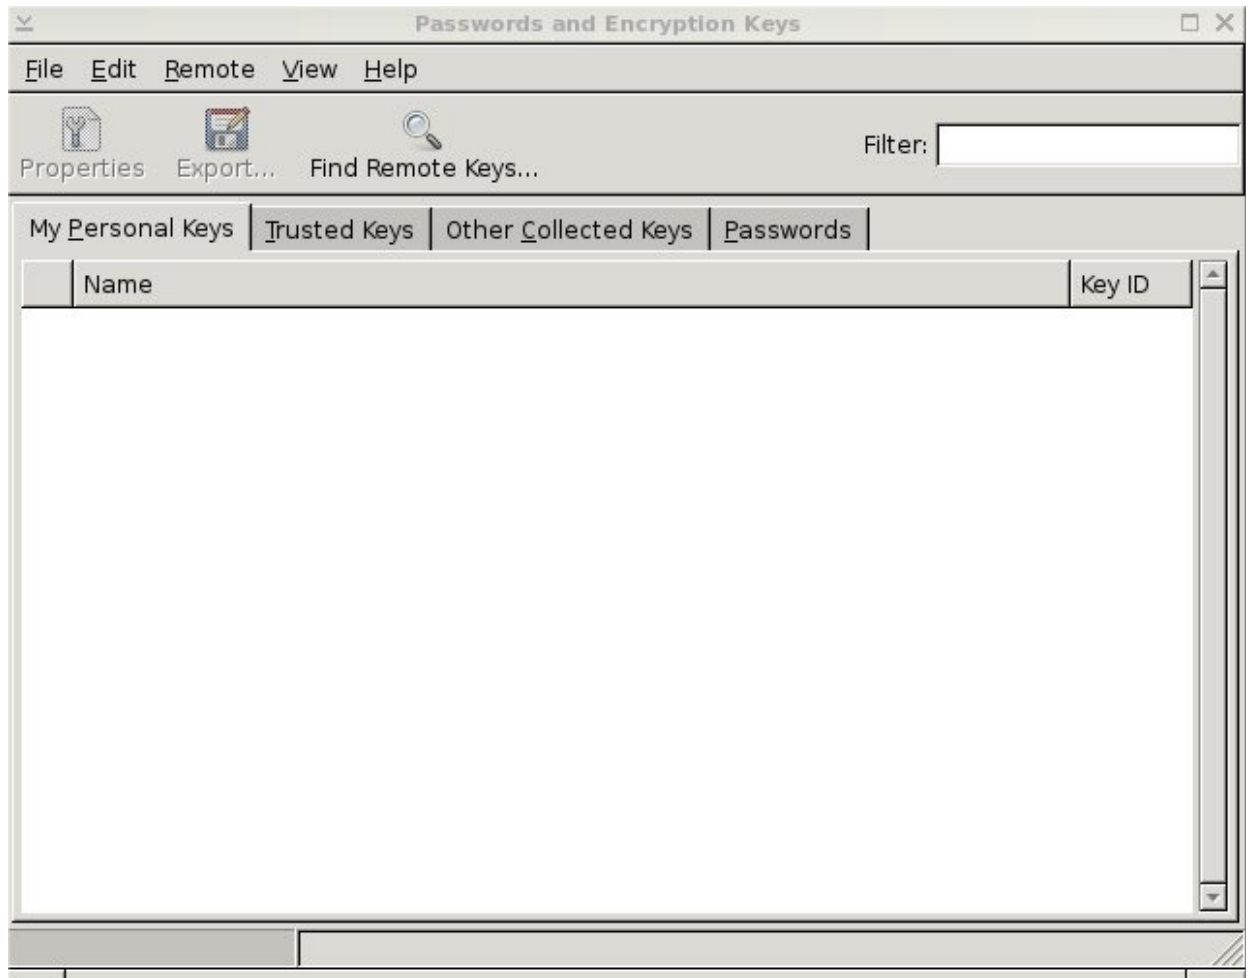 Passwords and Encryption Keys
File Edit Remote View Help
Properties Export... Find Remote Keys... Filter:
My Personal Keys Trusted Keys Other Collected Keys Passwords
Name Key ID